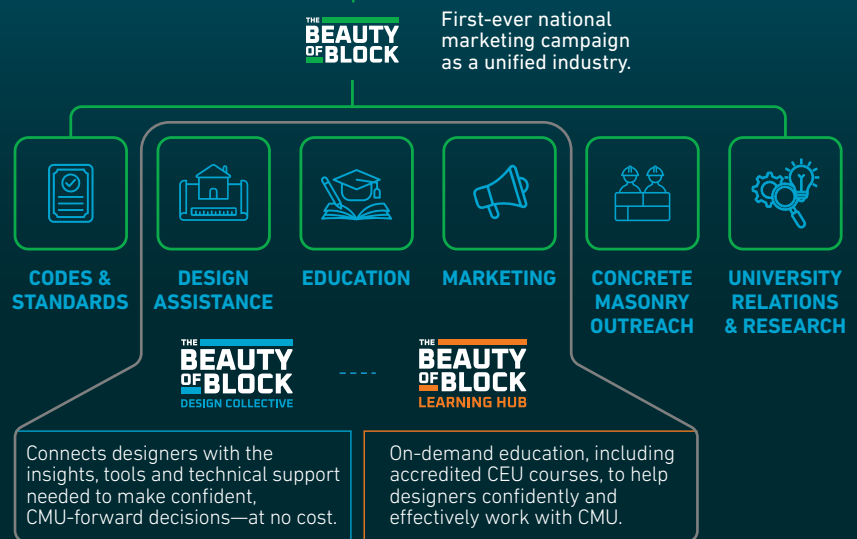 THE
BEAUTY
OF BLOCK
First-ever national
marketing campaign
as a unified industry.
CODES &
STANDARDS
DESIGN
ASSISTANCE
EDUCATION
MARKETING
CONCRETE
MASONRY
OUTREACH
UNIVERSITY
RELATIONS
& RESEARCH
THE
BEAUTY
OF BLOCK
DESIGN COLLECTIVE
THE
BEAUTY
OF BLOCK
LEARNING HUB
Connects designers with the
insights, tools and technical support
needed to make confident,
CMU-forward decisions—at no cost.
On-demand education, including
accredited CEU courses, to help
designers confidently and
effectively work with CMU.